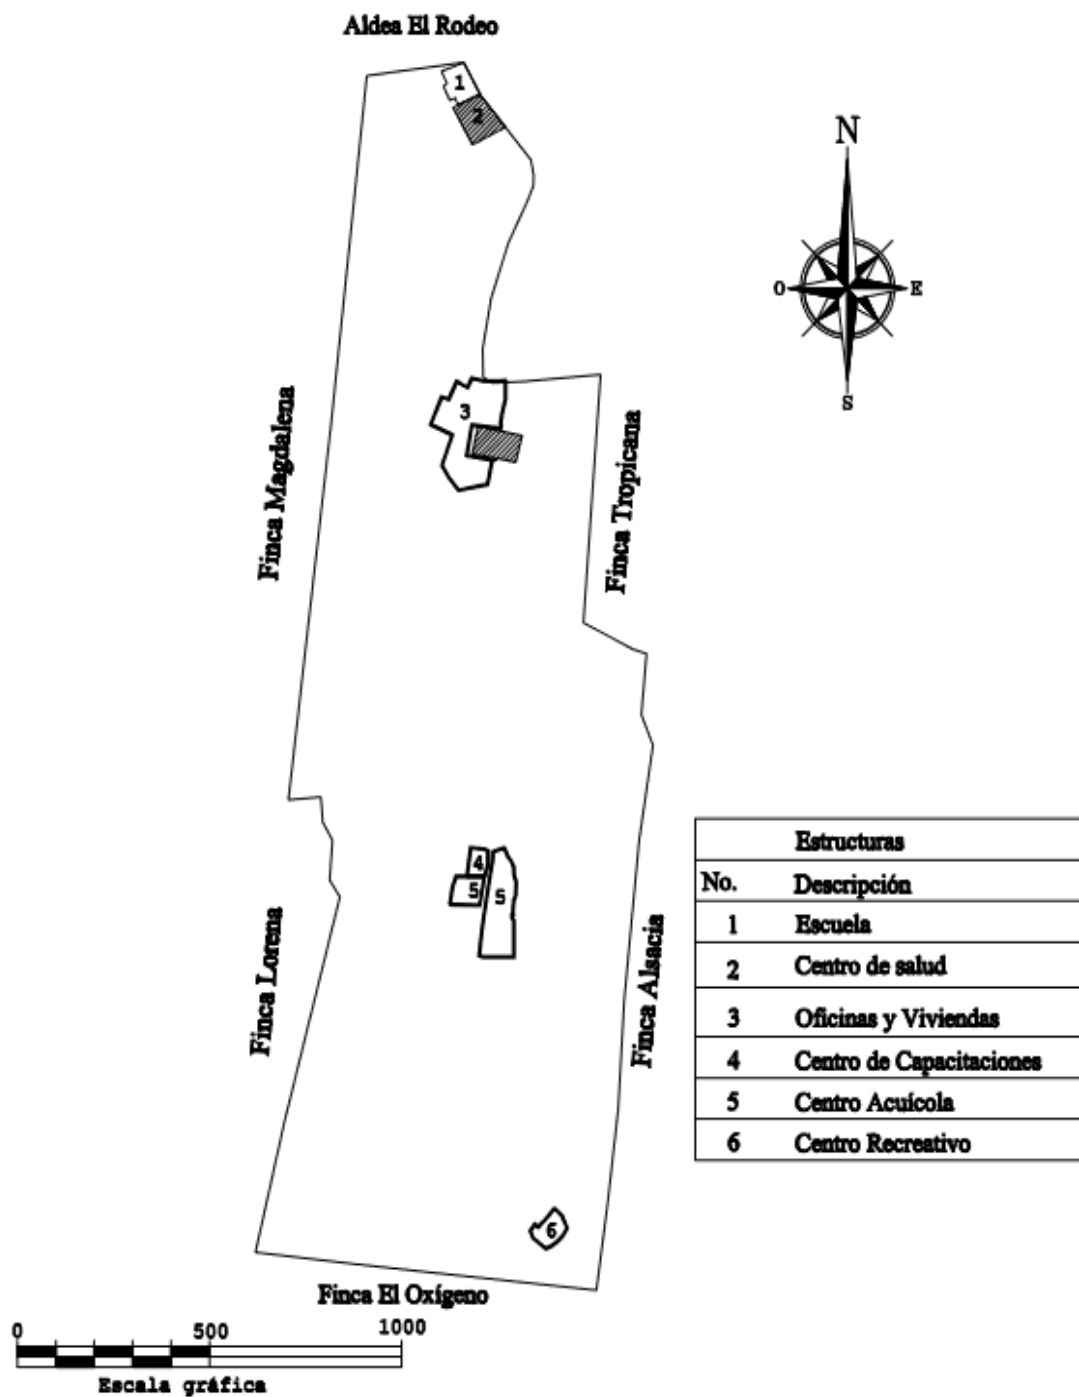 Aldea El Rodeo
1
2
N
O
E
S
3
Finca Magdalena
Finca Tropicana
4
5
5
Finca Lorena
Finca Alsacia
Estructuras
No. Descripción
1 Escuela
2 Centro de salud
3 Oficinas y Viviendas
4 Centro de Capacitaciones
5 Centro Acuícola
6 Centro Recreativo
6
Finca El Oxígeno
0 500 1000
Escala gráfica